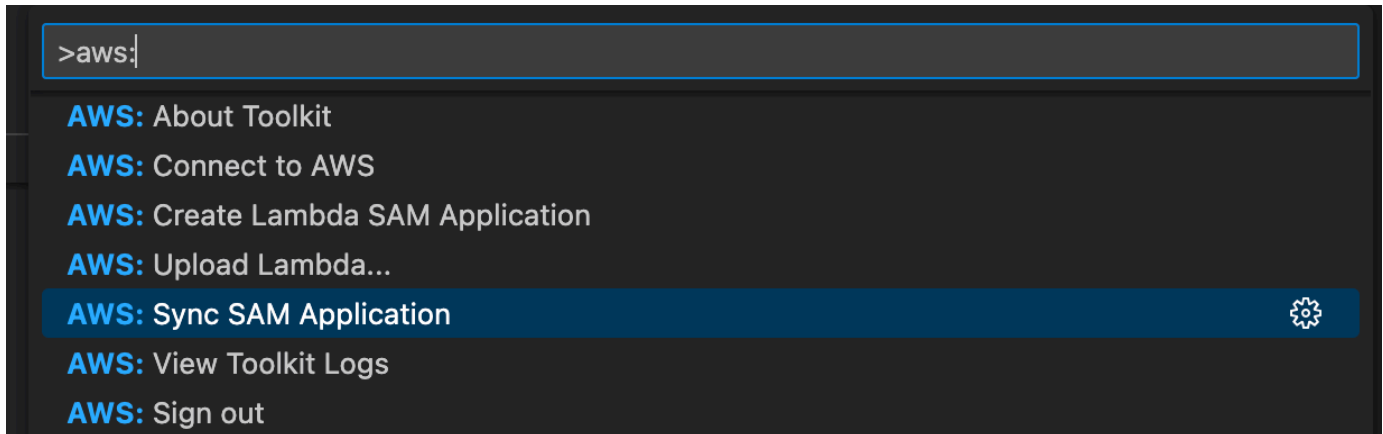 >aws:
AWS: About Toolkit
AWS: Connect to AWS
AWS: Create Lambda SAM Application
AWS: Upload Lambda...
AWS: Sync SAM Application
AWS: View Toolkit Logs
AWS: Sign out